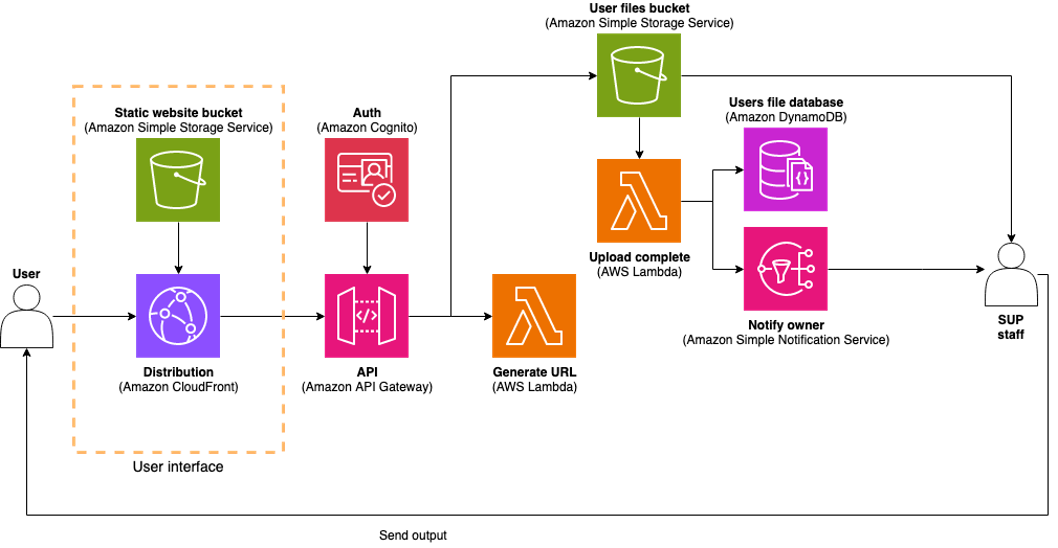 User files bucket
(Amazon Simple Storage Service)
Static website bucket
(Amazon Simple Storage Service)
Auth
(Amazon Cognito)
Users file database
(Amazon DynamoDB)
Upload complete
(AWS Lambda)
User
SUP
staff
Notify owner
(Amazon Simple Notification Service)
Distribution
(Amazon CloudFront)
API
(Amazon API Gateway)
Generate URL
(AWS Lambda)
User interface
Send output